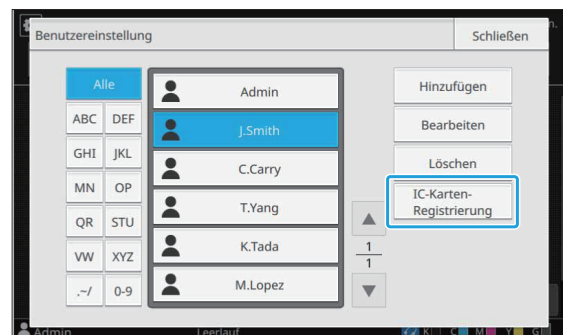 Benutzereinstellung
Schließen
n.
Alle
ABC DEF
GHI JKL
MN OP
QR STU
VW XYZ
.~/ 0-9
Admin
J.Smith
C.Carry
T.Yang
K.Tada
M.Lopez
1
1
Hinzufügen
Bearbeiten
Löschen
IC-Karten-
Registrierung
Admin Leerlauf K C M Y G